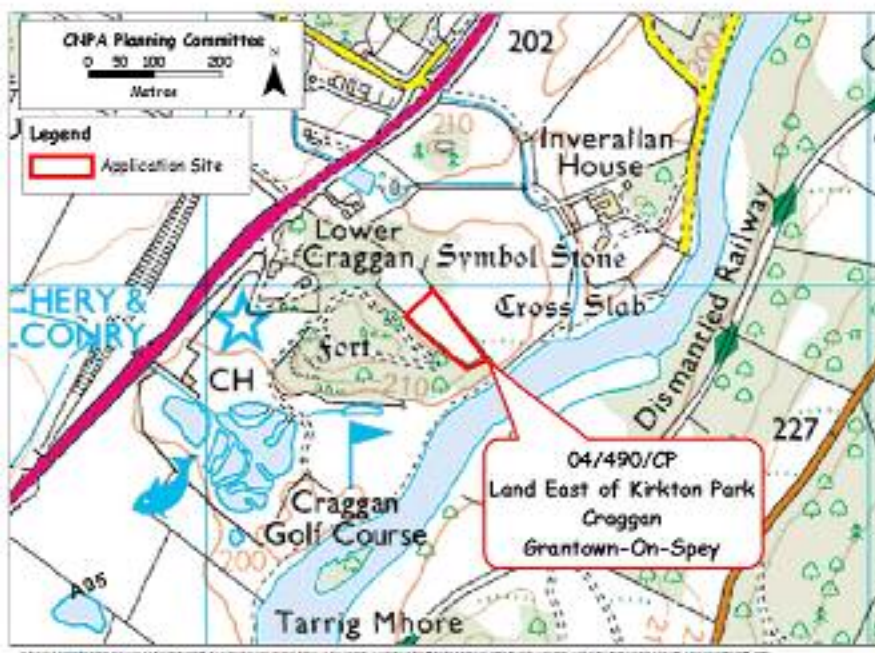 CNPA Planning Committee
N
0 50 100 200
Metres
Legend
Application Site
202
200
210
Inverallan
House
Lower
Craggan
Symbol Stone
Cross Slab
CHERY &
LCONRY
Fort
CH
210
Dismantled Railway
227
04/490/CP
Land East of Kirkton Park
Craggan
Grantown-On-Spey
Craggan
Golf Course
200
A95
Tarrig Mhore